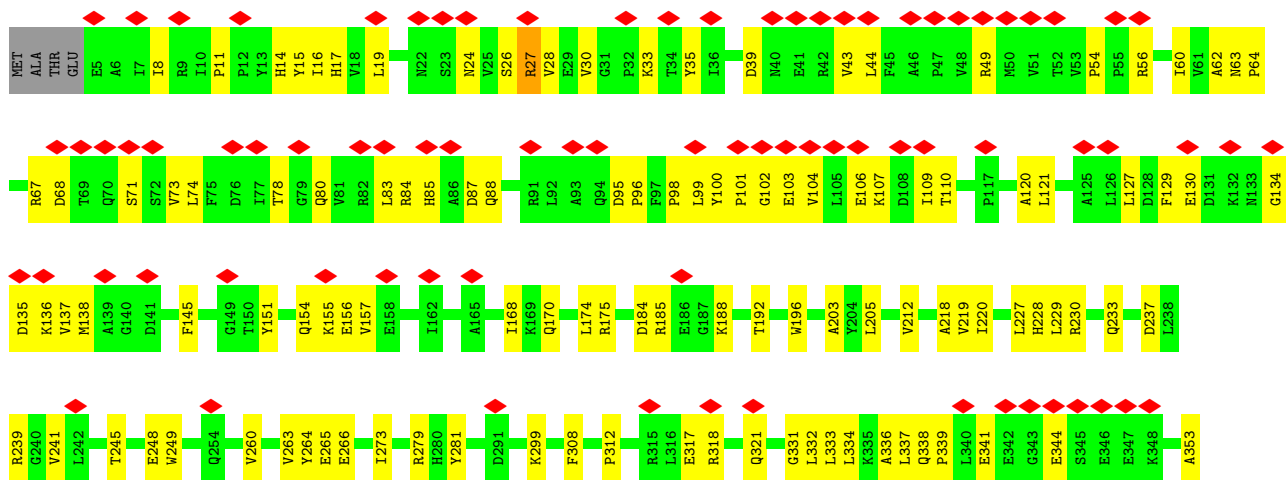 MET ALA THR GLU E5 A6 I7 I8 R9 I10 P11 P12 Y13 H14 Y15 I16 H17 V18 L19 N22 S23 N24 V25 S26 R27 V28 E29 V30 G31 P32 K33 T34 Y35 I36 D39 N40 E41 R42 V43 L44 F45 A46 P47 V48 R49 M50 V51 T52 V53 P54 P55 R56 I60 V61 A62 N63 P64
R67 D68 T69 Q70 S71 S72 V73 L74 F75 D76 I77 T78 G79 Q80 V81 R82 L83 R84 H85 A86 D87 Q88 R91 L92 A93 Q94 D95 P96 F97 P98 L99 Y100 P101 G102 E103 V104 L105 E106 K107 D108 I109 T110 P117 A120 L121 A125 L126 L127 D128 F129 E130 D131 K132 N133 G134
D135 K136 V137 M138 A139 G140 D141 F145 G149 T150 Y151 Q154 K155 E156 V157 E158 I162 A165 I168 K169 Q170 L174 R175 D184 R185 E186 G187 K188 T192 W196 A203 Y204 L205 V212 A218 V219 I220 L227 H228 L229 R230 Q233 D237 L238
R239 G240 V241 L242 T245 E248 W249 Q254 V260 V263 Y264 E265 E266 I273 R279 H280 Y281 D291 K299 F308 P312 R315 L316 E317 R318 Q321 G331 L332 L333 L334 K335 A336 L337 Q338 P339 L340 E341 E342 G343 E344 S345 E346 E347 K348 A353